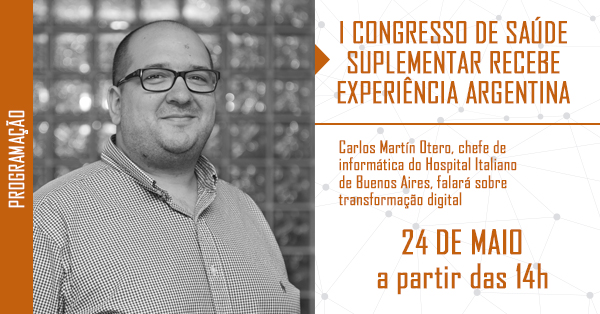 PROGRAMAÇÃO
I CONGRESSO DE SAÚDE
SUPLEMENTAR RECEBE
EXPERIÊNCIA ARGENTINA
Carlos Martín Otero, chefe de
informática do Hospital Italiano
de Buenos Aires, falará sobre
transformação digital
24 DE MAIO
a partir das 14h